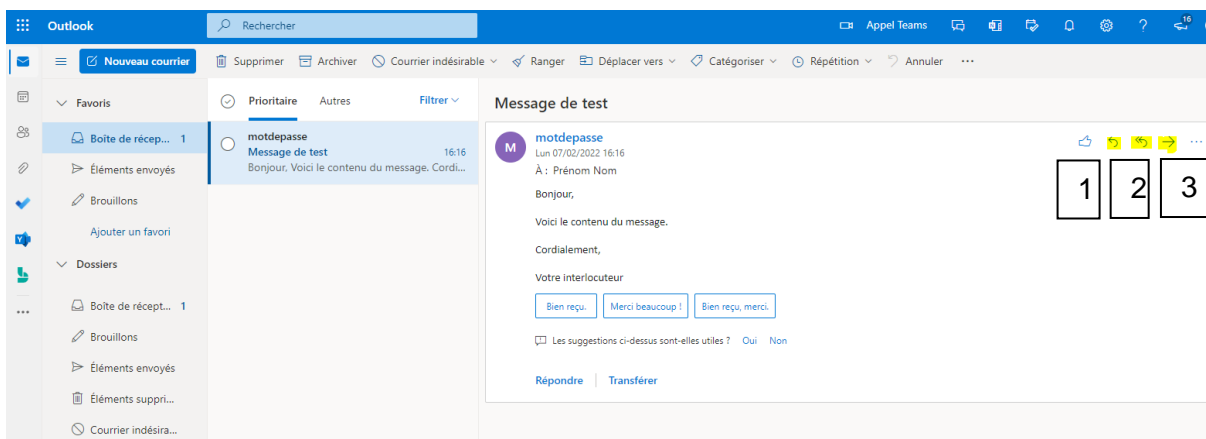 Outlook
Rechercher
Appel Teams
16
Nouveau courrier
Supprimer Archiver Courrier indésirable Ranger Déplacer vers Catégoriser Répétition Annuler ...
Favoris
Boîte de récep... 1
Éléments envoyés
Brouillons
Ajouter un favori
Dossiers
Boîte de récept... 1
Brouillons
Éléments envoyés
Éléments suppri...
Courrier indésira...
Prioritaire Autres Filtrer
motdepasse
Message de test 16:16
Bonjour, Voici le contenu du message. Cordi...
Message de test
M
motdepasse
Lun 07/02/2022 16:16
À : Prénom Nom
1 2 3
Bonjour,
Voici le contenu du message.
Cordialement,
Votre interlocuteur
Bien reçu. Merci beaucoup ! Bien reçu, merci.
Les suggestions ci-dessus sont-elles utiles ? Oui Non
Répondre Transférer